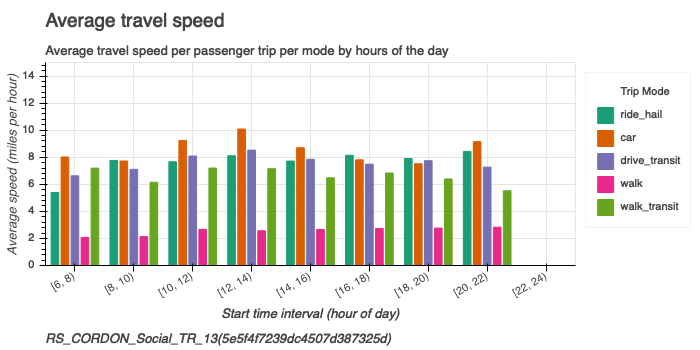 Average travel speed
Average travel speed per passenger trip per mode by hours of the day
Average speed (miles per hour)
14
12
10
8
6
4
2
0
[6, 8)
[8, 10)
[10, 12)
[12, 14)
[14, 16)
[16, 18)
[18, 20)
[20, 22)
[22, 24)
Start time interval (hour of day)
Trip Mode
ride_hail
car
drive_transit
walk
walk_transit
RS_CORDON_Social_TR_13(5e5f4f7239dc4507d387325d)